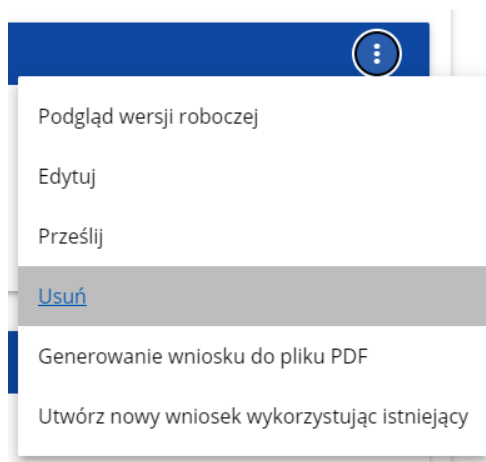 Podgląd wersji roboczej
Edytuj
Prześlij
Usuń
Generowanie wniosku do pliku PDF
Utwórz nowy wniosek wykorzystując istniejący